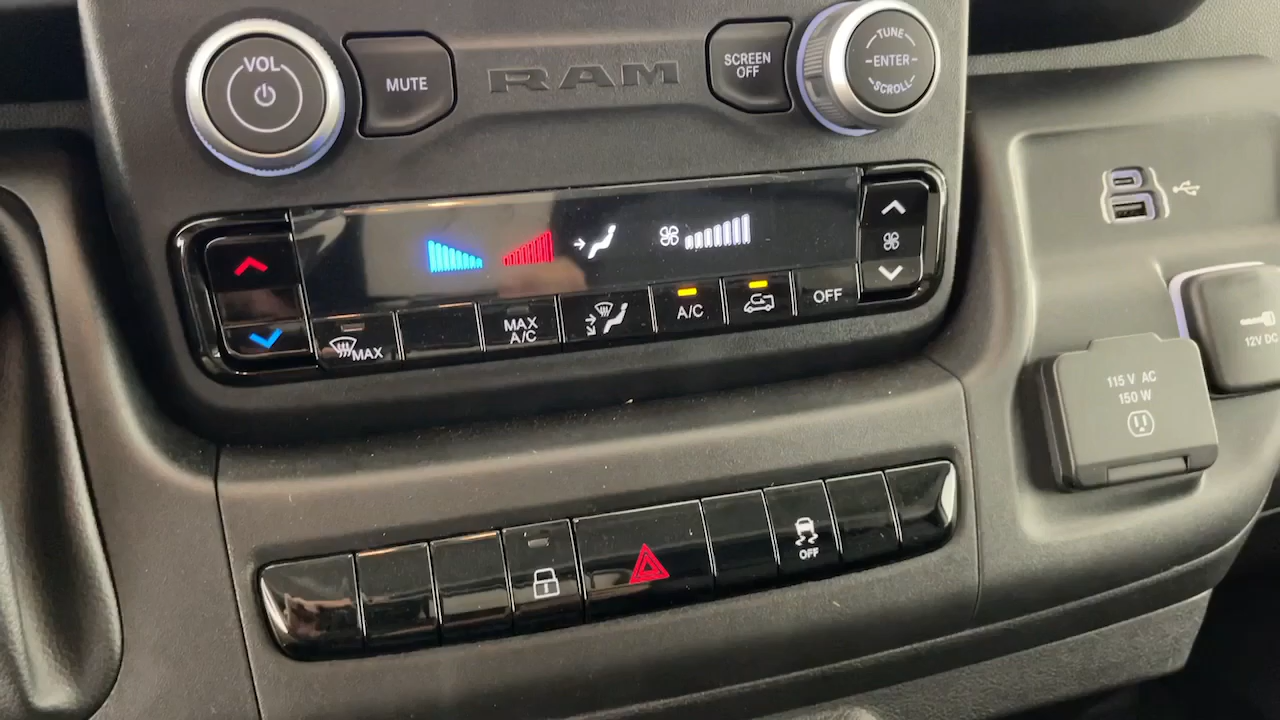 VOL
MUTE
RAM
SCREEN
OFF
TUNE
-ENTER-
SCROLL
MAX
MAX
A/C
A/C
OFF
115 V AC
150 W
12V DC
OFF